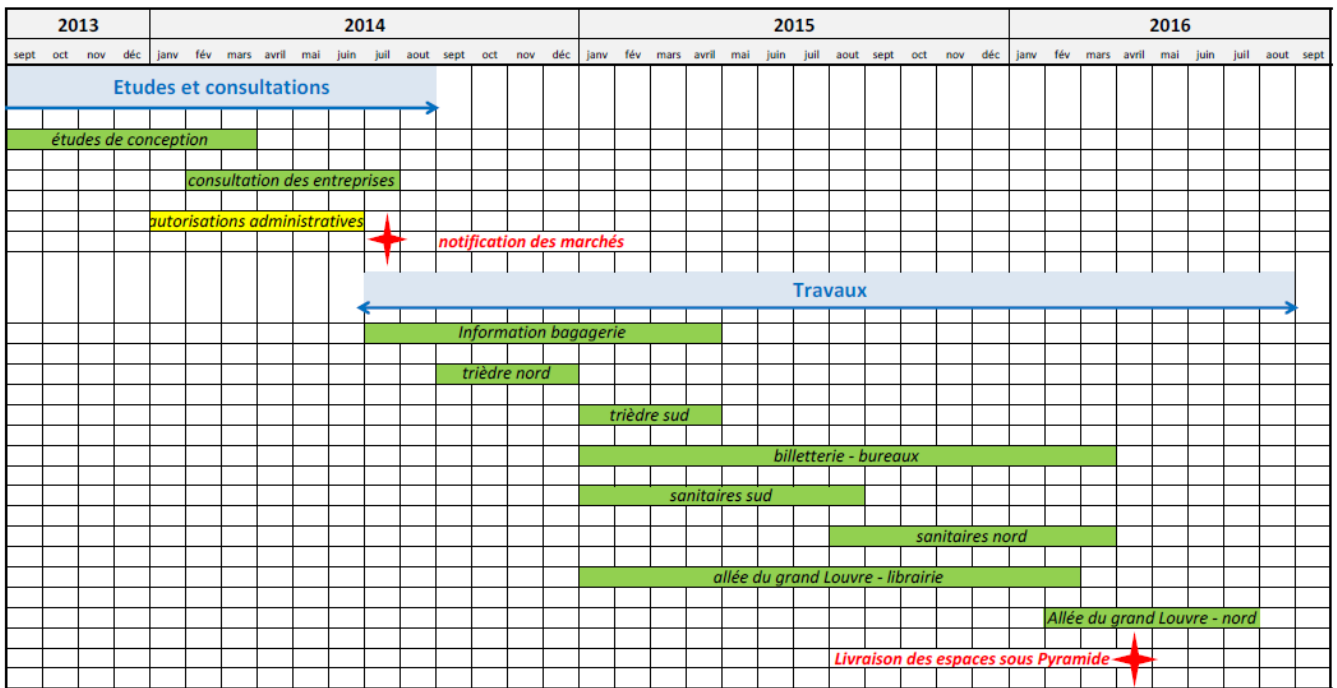 2013 2014 2015 2016
sept oct nov déc janv fév mars avril mai juin juil aout sept oct nov déc janv fév mars avril mai juin juil aout sept oct nov déc janv fév mars avril mai juin juil aout sept
Etudes et consultations
études de conception
consultation des entreprises
autorisations administratives
notification des marchés
Travaux
Information bagagerie
trièdre nord
trièdre sud
billetterie - bureaux
sanitaires sud
sanitaires nord
allée du grand Louvre - librairie
Allée du grand Louvre - nord
Livraison des espaces sous Pyramide